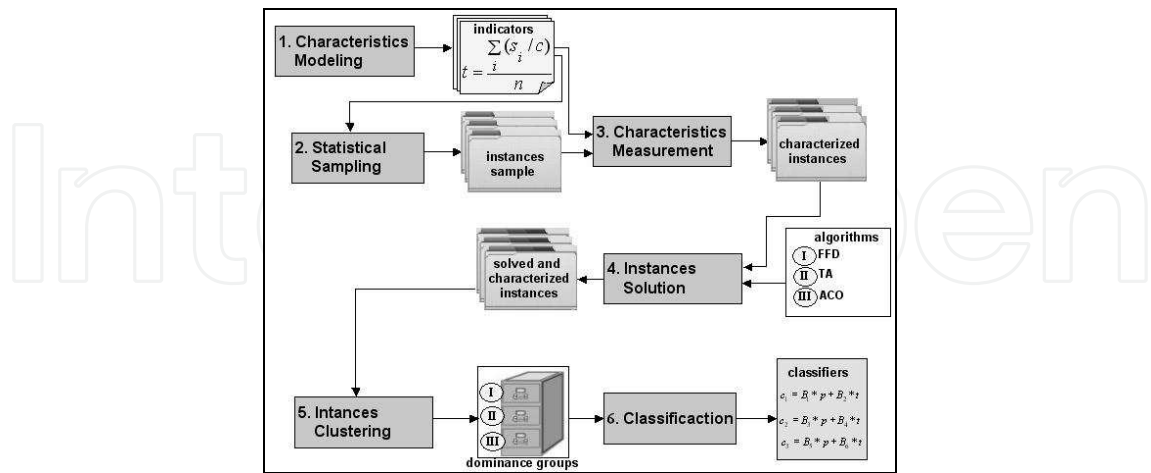 1. Characteristics
Modeling
indicators
t = \frac{\sum_i (s_i / c)}{n}
2. Statistical
Sampling
instances
sample
3. Characteristics
Measurement
characterized
instances
algorithms
I FFD
II TA
III ACO
4. Instances
Solution
solved and
characterized
instances
5. Intances
Clustering
I
II
III
dominance groups
6. Classificaction
classifiers
c₁ = B₁ * p + B₂ * t
c₂ = B₃ * p + B₄ * t
c₃ = B₅ * p + B₆ * t